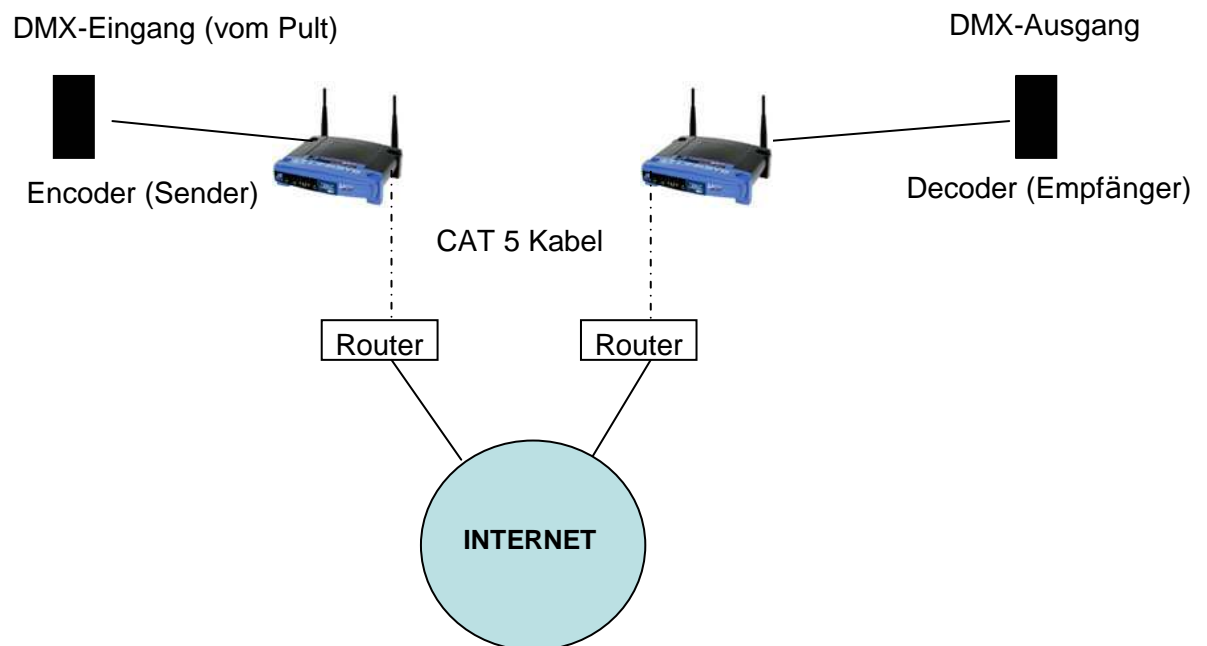 DMX-Eingang (vom Pult)
DMX-Ausgang
Encoder (Sender)
Decoder (Empfänger)
CAT 5 Kabel
Router
Router
INTERNET